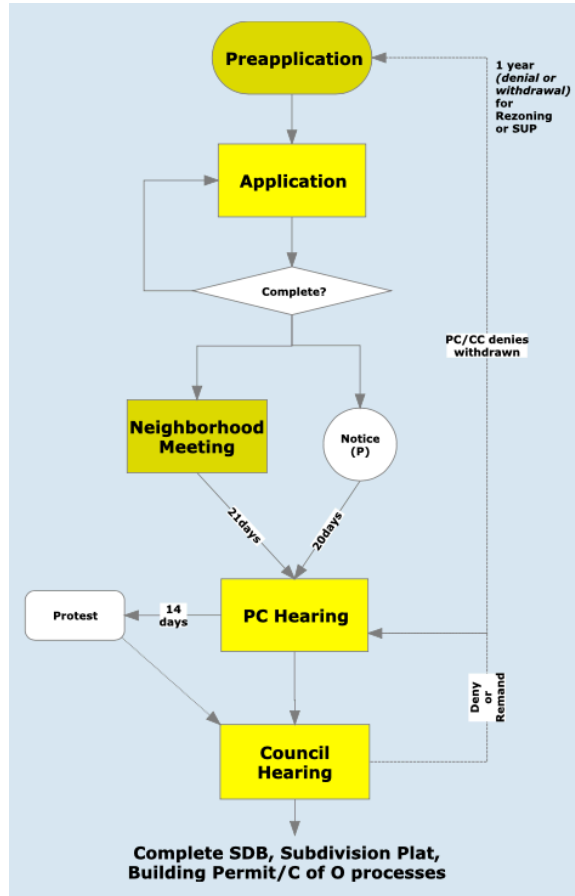 Preapplication
1 year
(denial or
withdrawal)
for
Rezoning
or SUP
Application
Complete?
PC/CC denies
withdrawn
Neighborhood
Meeting
Notice
(P)
21days
20days
PC Hearing
Protest
14
days
Deny
or
Remand
Council
Hearing
Complete SDB, Subdivision Plat,
Building Permit/C of O processes